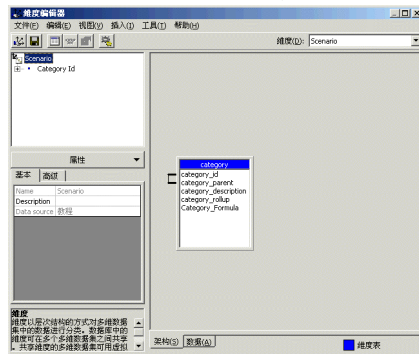 维度编辑器
文件(F) 编辑(E) 视图(V) 插入(I) 工具(T) 帮助(H)
维度(D): Scenario
Scenario
Category Id
属性
基本 高级
Name Scenario
Description
Data source 教程
维度
维度以层次结构的方式对多维数据
集中的数据进行分类。数据库中的
维度可在多个多维数据集之间共享
。共享维度的多维数据集可用虚拟
category
category_id
category_parent
category_description
category_rollup
Category_Formula
架构(S) 数据(A)
维度表